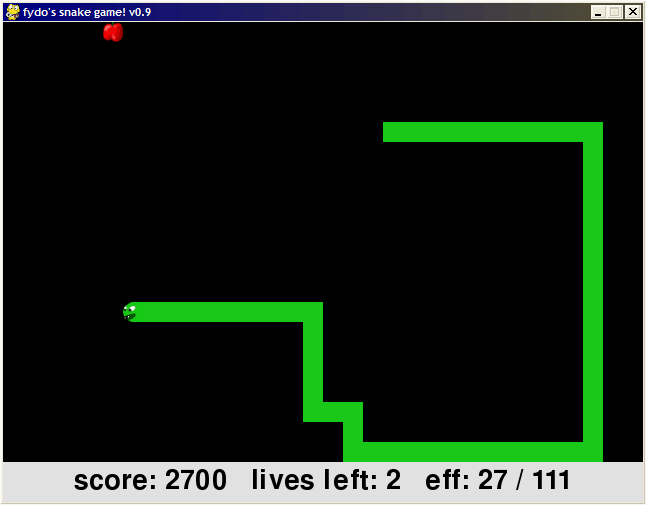 fydo's snake game! v0.9
score: 2700 lives left: 2 eff: 27 / 111